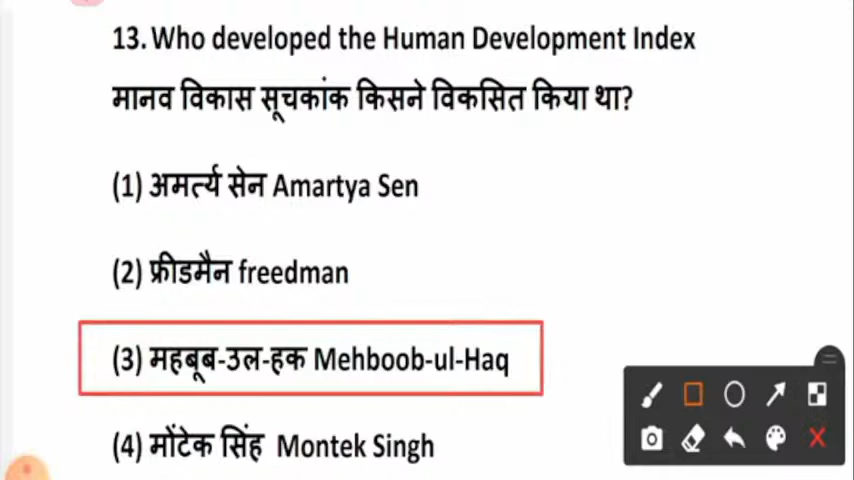 13. Who developed the Human Development Index
मानव विकास सूचकांक किसने विकसित किया था?
(1) अमर्त्य सेन Amartya Sen
(2) फ्रीडमैन freedman
(3) महबूब-उल-हक Mehboob-ul-Haq
(4) मोंटेक सिंह Montek Singh